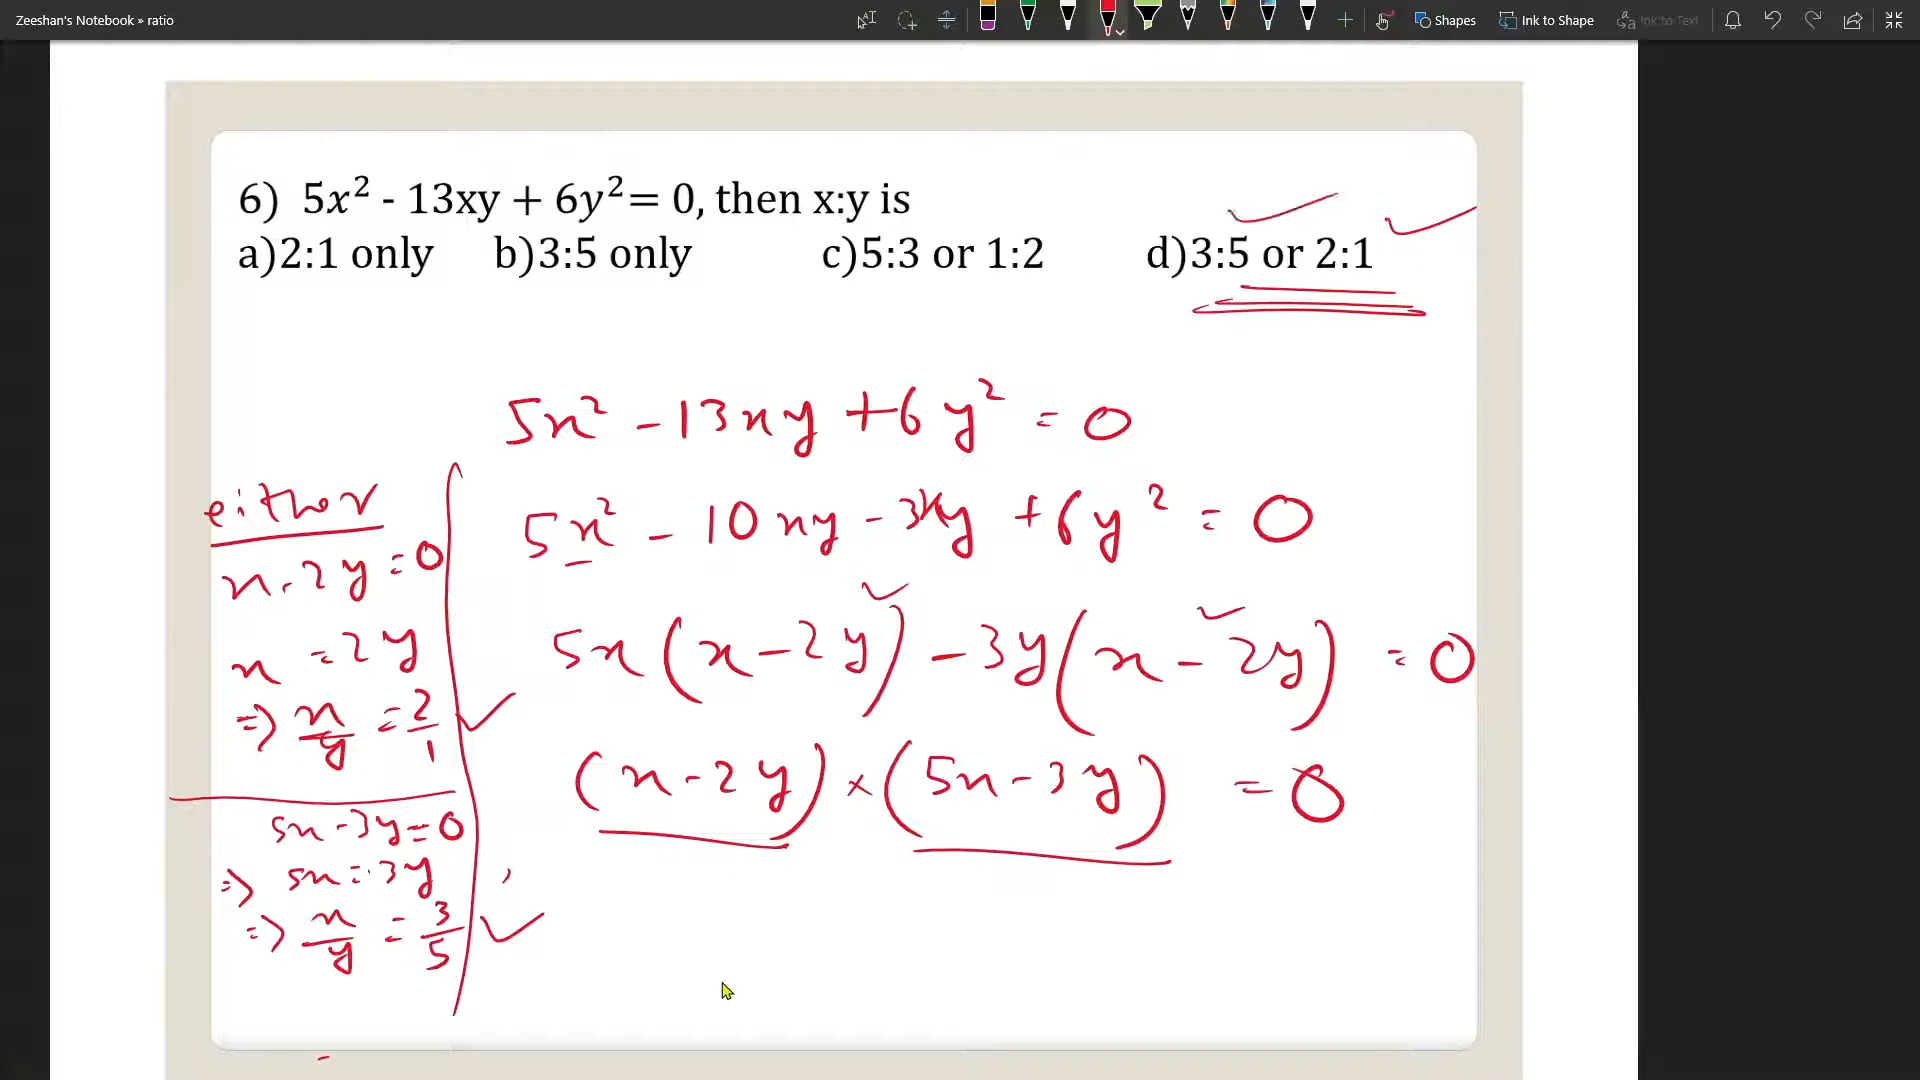 Zeeshan's Notebook » ratio
Shapes
Ink to Shape
Ink to Text
6) 5x² - 13xy + 6y²= 0, then x:y is
a)2:1 only b)3:5 only c)5:3 or 1:2 d)3:5 or 2:1
5x² - 13xy + 6y² = 0
5x² - 10xy - 3xy + 6y² = 0
5x(x - 2y) - 3y(x - 2y) = 0
(x - 2y) × (5x - 3y) = 0
either
x - 2y = 0
x = 2y
=> x/y = 2/1
5x - 3y = 0
=> 5x = 3y
=> x/y = 3/5